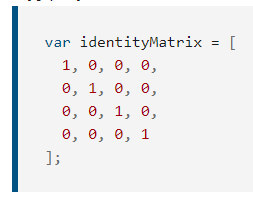 var identityMatrix = [
  1, 0, 0, 0,
  0, 1, 0, 0,
  0, 0, 1, 0,
  0, 0, 0, 1
];